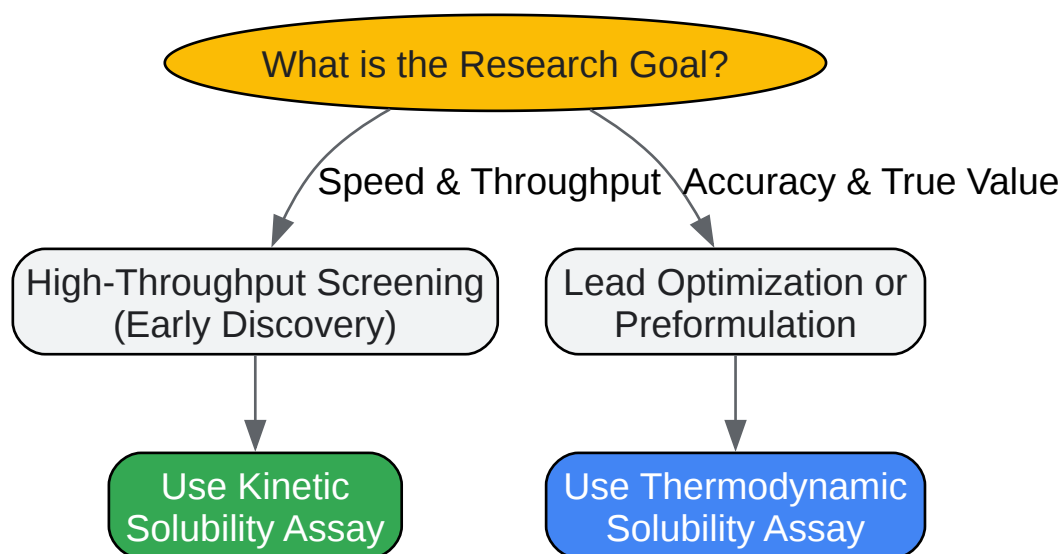 What is the Research Goal?
Speed & Throughput
Accuracy & True Value
High-Throughput Screening
(Early Discovery)
Lead Optimization or
Preformulation
Use Kinetic
Solubility Assay
Use Thermodynamic
Solubility Assay